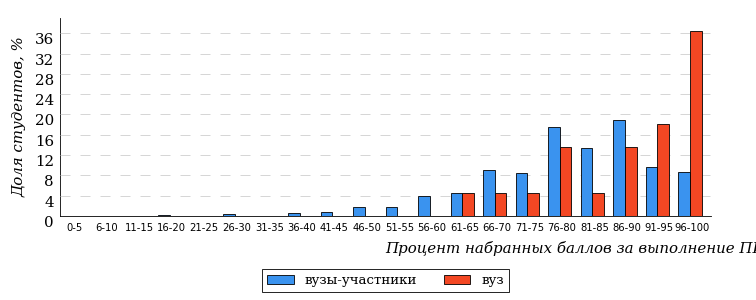 Доля студентов, %
36
32
28
24
20
16
12
8
4
0
0-5 6-10 11-15 16-20 21-25 26-30 31-35 36-40 41-45 46-50 51-55 56-60 61-65 66-70 71-75 76-80 81-85 86-90 91-95 96-100
Процент набранных баллов за выполнение
вузы-участники вуз